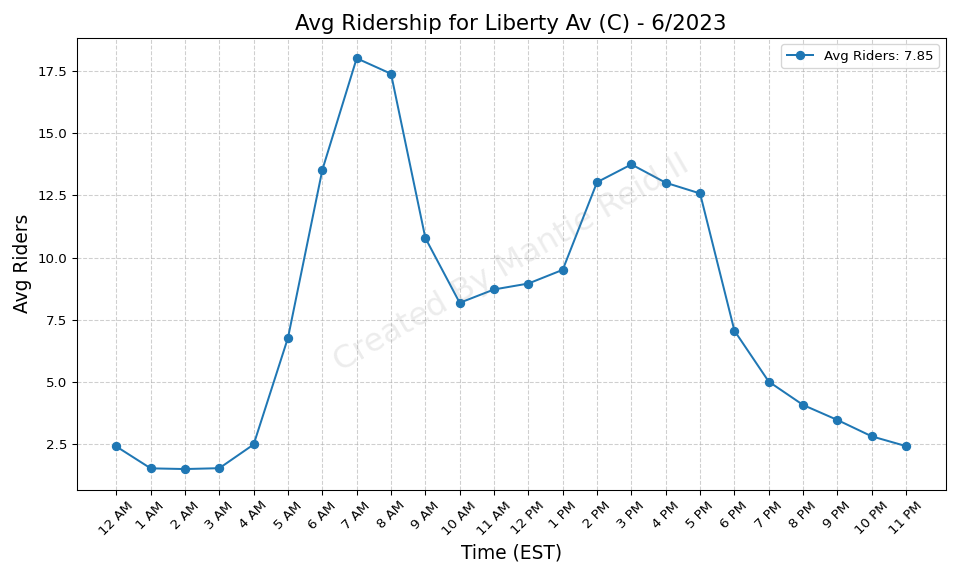 Avg Ridership for Liberty Av (C) - 6/2023
Avg Riders: 7.85
17.5
15.0
12.5
10.0
7.5
5.0
2.5
Avg Riders
Created By Mantic Reid II
12 AM 1 AM 2 AM 3 AM 4 AM 5 AM 6 AM 7 AM 8 AM 9 AM 10 AM 11 AM 12 PM 1 PM 2 PM 3 PM 4 PM 5 PM 6 PM 7 PM 8 PM 9 PM 10 PM 11 PM
Time (EST)